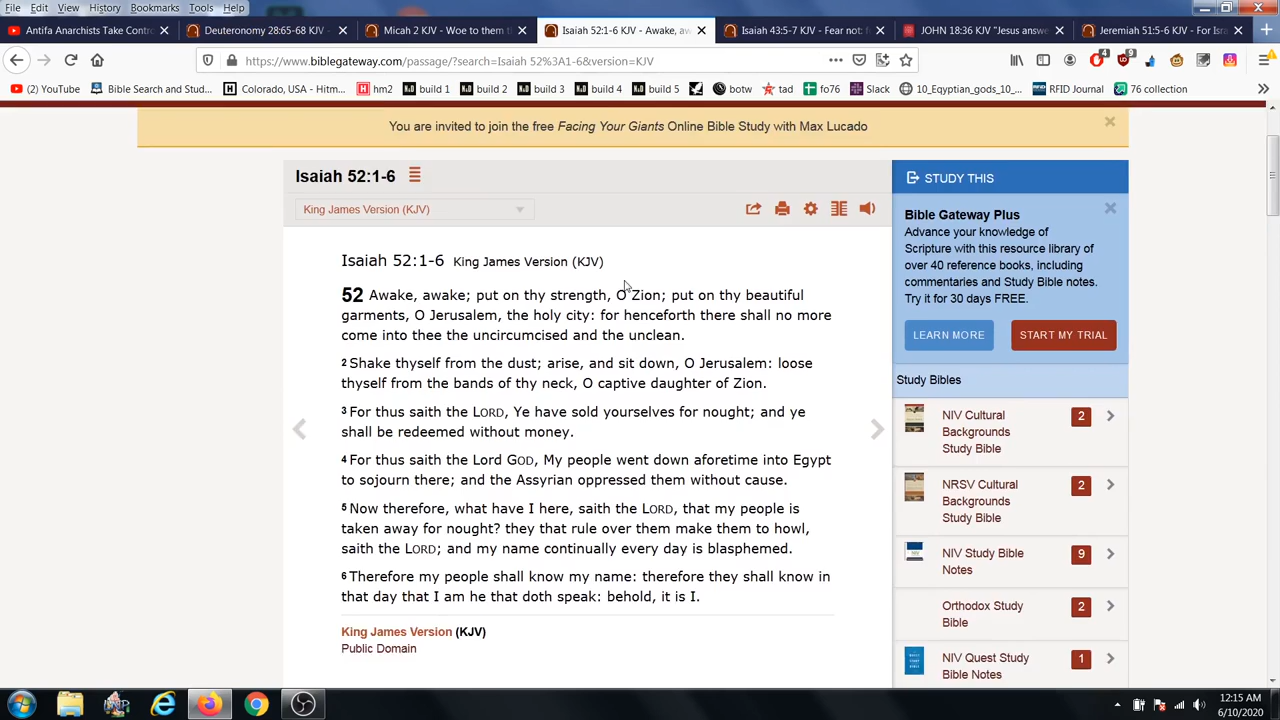 File Edit View History Bookmarks Tools Help
Antifa Anarchists Take Contro
Deuteronomy 28:65-68 KJV -
Micah 2 KJV - Woe to them th
Isaiah 52:1-6 KJV - Awake, aw
Isaiah 43:5-7 KJV - Fear not: f
JOHN 18:36 KJV "Jesus answe
Jeremiah 51:5-6 KJV - For Isra
https://www.biblegateway.com/passage/?search=Isaiah 52%3A1-6&version=KJV
4
9
(2) YouTube
Bible Search and Stud...
Colorado, USA - Hitm...
hm2
build 1
build 2
build 3
build 4
build 5
botw
tad
fo76
Slack
10_Egyptian_gods_10_...
RFID Journal
76 collection
You are invited to join the free Facing Your Giants Online Bible Study with Max Lucado
Isaiah 52:1-6
King James Version (KJV)
Isaiah 52:1-6 King James Version (KJV)
52 Awake, awake; put on thy strength, O Zion; put on thy beautiful
garments, O Jerusalem, the holy city: for henceforth there shall no more
come into thee the uncircumcised and the unclean.
2 Shake thyself from the dust; arise, and sit down, O Jerusalem: loose
thyself from the bands of thy neck, O captive daughter of Zion.
3 For thus saith the LORD, Ye have sold yourselves for nought; and ye
shall be redeemed without money.
4 For thus saith the Lord GOD, My people went down aforetime into Egypt
to sojourn there; and the Assyrian oppressed them without cause.
5 Now therefore, what have I here, saith the LORD, that my people is
taken away for nought? they that rule over them make them to howl,
saith the LORD; and my name continually every day is blasphemed.
6 Therefore my people shall know my name: therefore they shall know in
that day that I am he that doth speak: behold, it is I.
King James Version (KJV)
Public Domain
STUDY THIS
Bible Gateway Plus
Advance your knowledge of
Scripture with this resource library of
over 40 reference books, including
commentaries and Study Bible notes.
Try it for 30 days FREE.
LEARN MORE
START MY TRIAL
Study Bibles
NIV Cultural
Backgrounds
Study Bible
2
NRSV Cultural
Backgrounds
Study Bible
2
NIV Study Bible
Notes
9
Orthodox Study
Bible
2
NIV Quest Study
Bible Notes
1
12:15 AM
6/10/2020